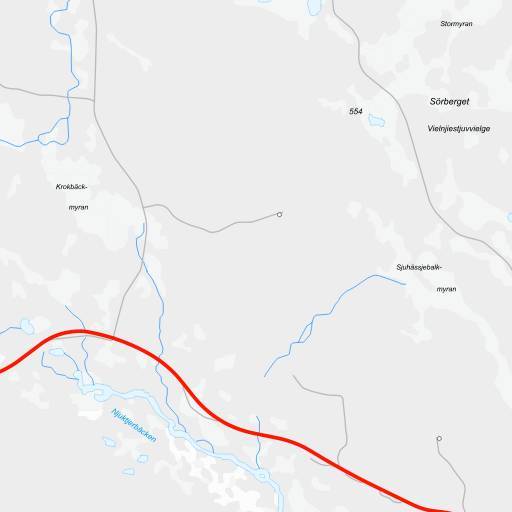 Stormyran
Sörberget
554
Vielnjiestjuvvielge
Krokbäck-
myran
Sjuhässjebalk-
myran
Njuktjerbäcken